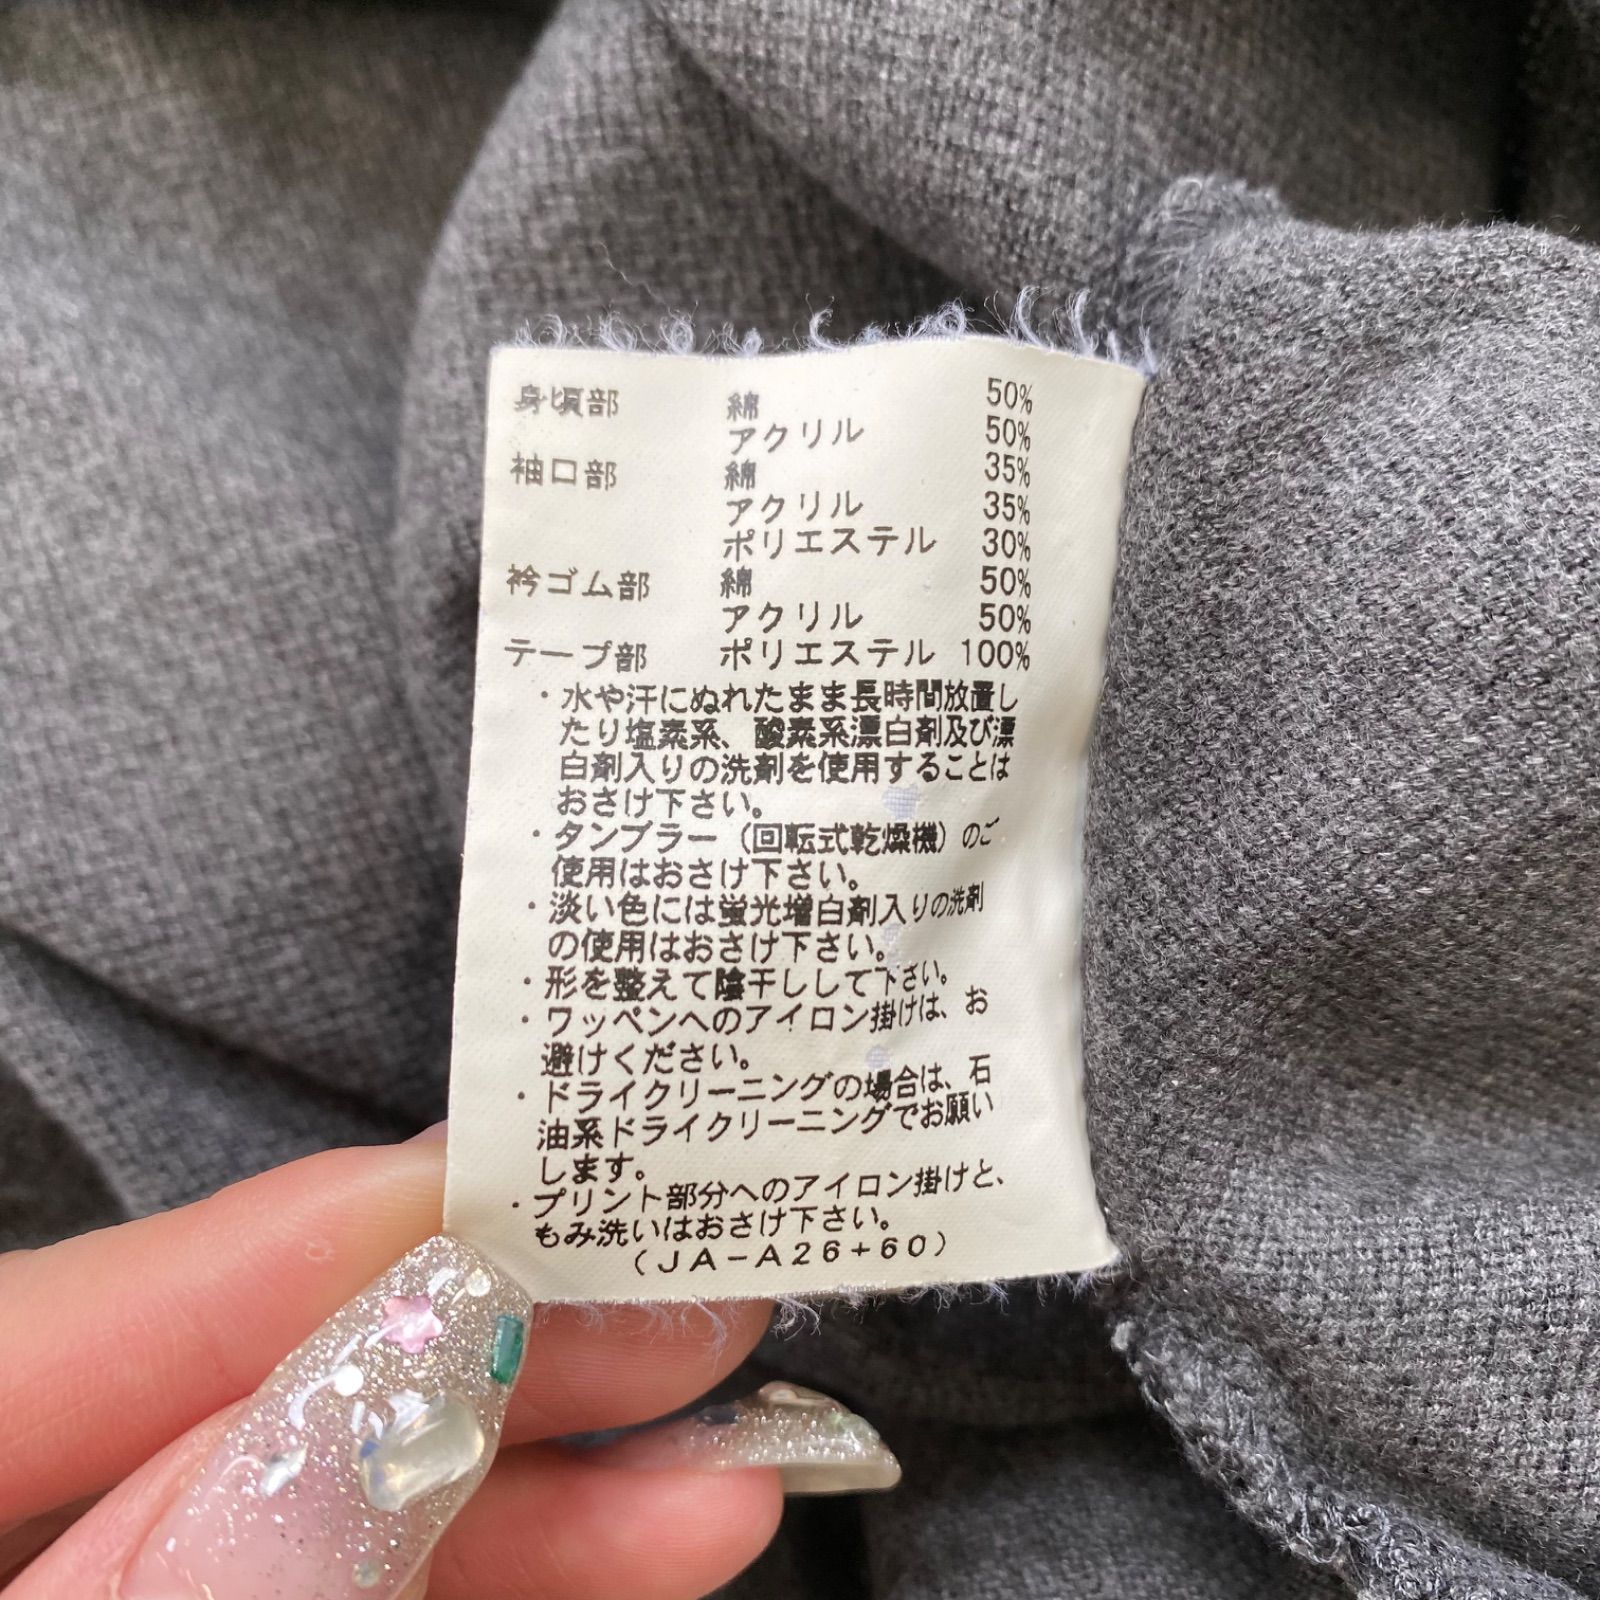 身頃部 綿 50%
アクリル 50%
袖口部 綿 35%
アクリル 35%
ポリエステル 30%
衿ゴム部 綿 50%
アクリル 50%
テープ部 ポリエステル 100%
・水や汗にぬれたまま長時間放置し
たり塩素系、酸素系漂白剤及び漂
白剤入りの洗剤を使用することは
おさけ下さい。
・タンブラー（回転式乾燥機）のご
使用はおさけ下さい。
・淡い色には蛍光増白剤入りの洗剤
の使用はおさけ下さい。
・形を整えて陰干しして下さい。
・ワッペンへのアイロン掛けは、お
避けください。
・ドライクリーニングの場合は、石
油系ドライクリーニングでお願い
します。
・プリント部分へのアイロン掛けと、
もみ洗いはおさけ下さい。
(JA-A26+60)